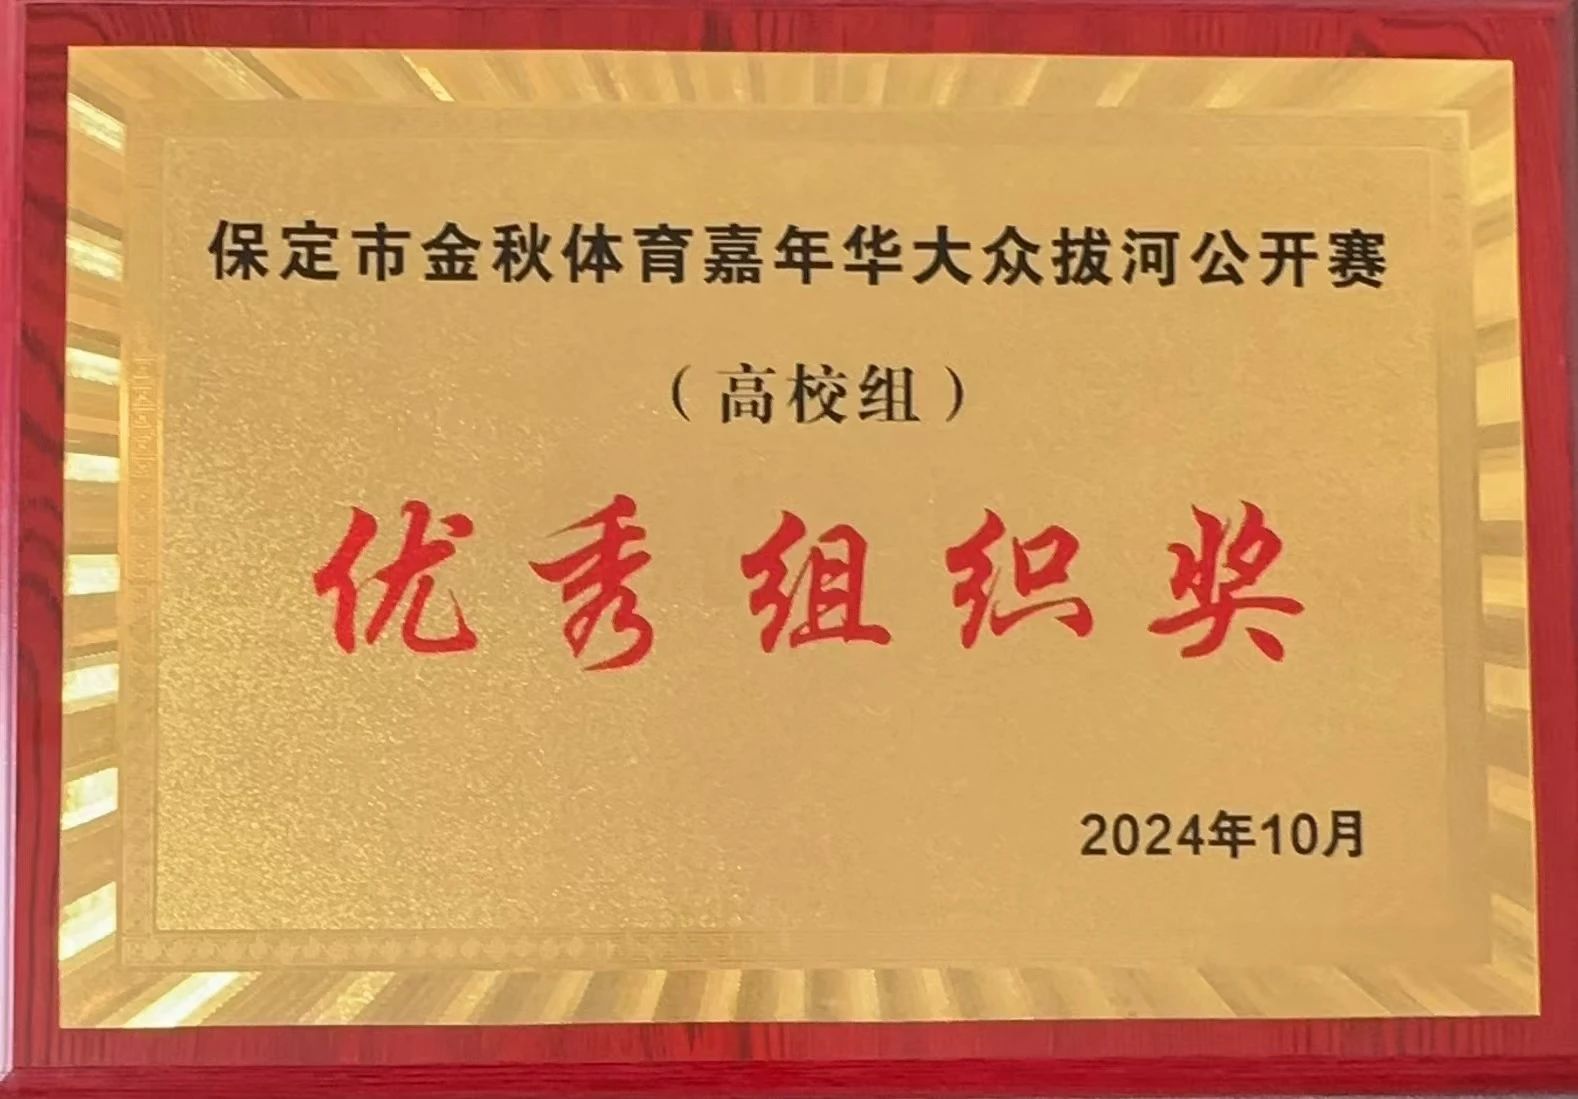 保定市金秋体育嘉年华大众拔河公开赛
（高校组）
优秀组织奖
2024年10月